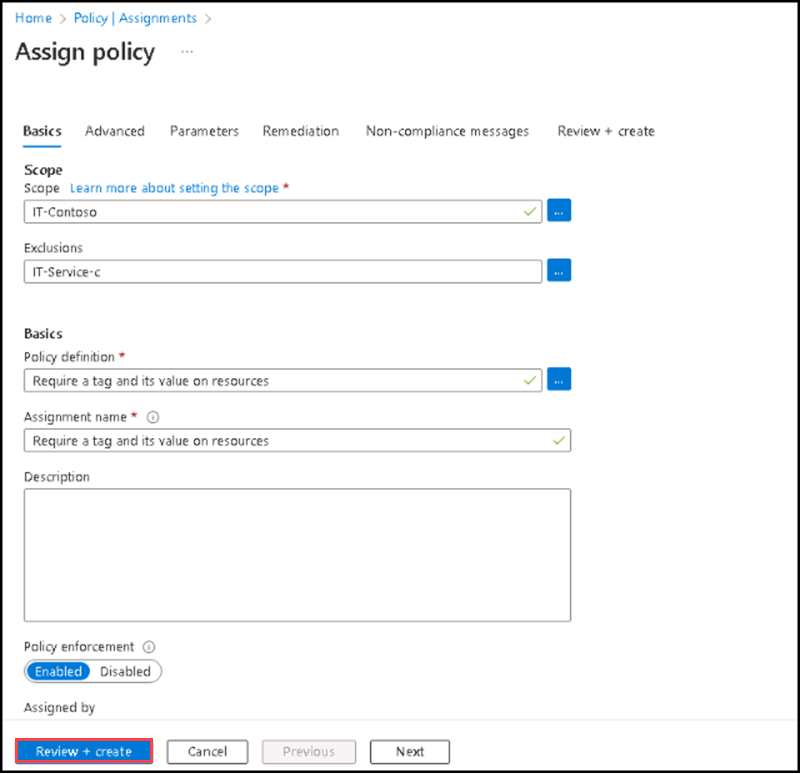 Home > Policy | Assignments >
Assign policy ...
Basics Advanced Parameters Remediation Non-compliance messages Review + create
Scope
Scope Learn more about setting the scope *
IT-Contoso ...
Exclusions
IT-Service-c ...
Basics
Policy definition *
Require a tag and its value on resources ...
Assignment name *
Require a tag and its value on resources
Description
Policy enforcement
Enabled Disabled
Assigned by
Review + create Cancel Previous Next